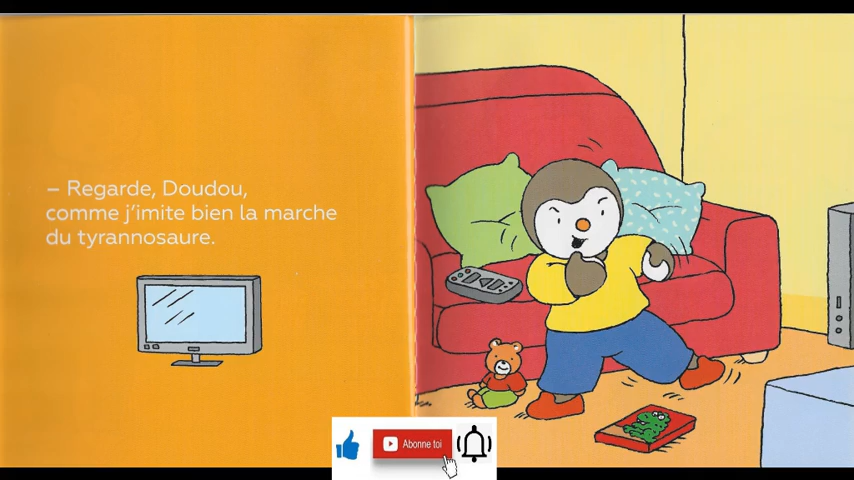 – Regarde, Doudou,
comme j'imite bien la marche
du tyrannosaure.
Abonne toi